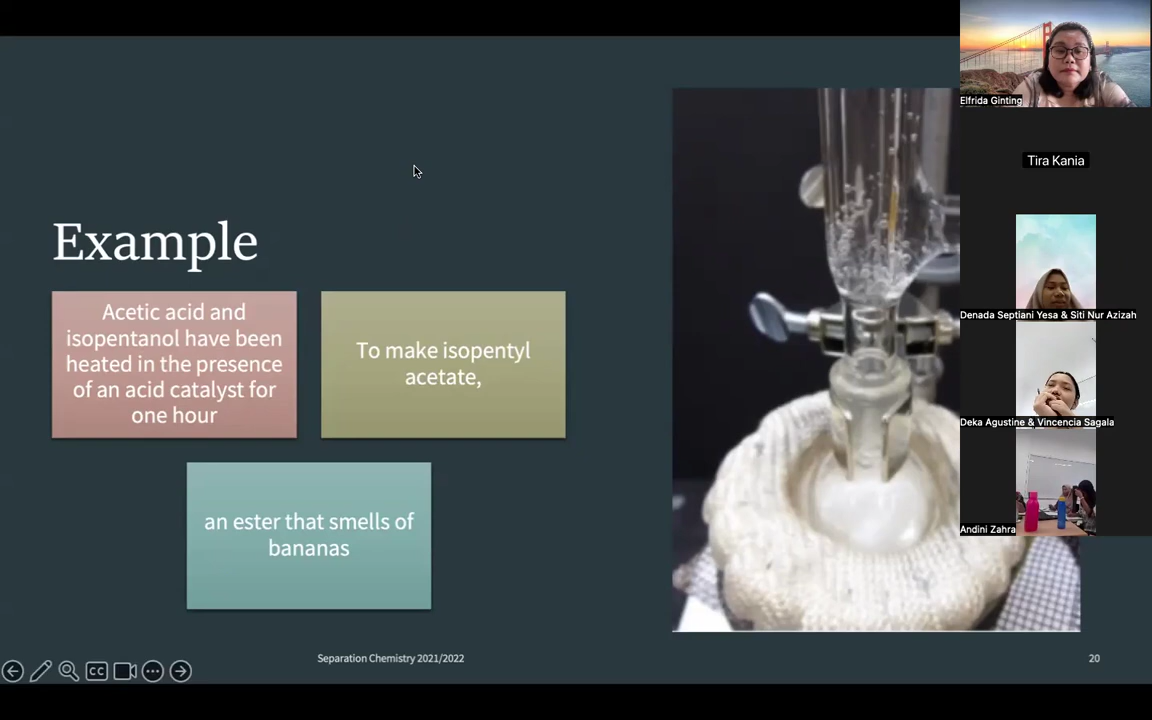 Example
Acetic acid and
isopentanol have been
heated in the presence
of an acid catalyst for
one hour
To make isopentyl
acetate,
an ester that smells of
bananas
Separation Chemistry 2021/2022
20
CC
Elfrida Ginting
Tira Kania
Denada Septiani Yesa & Siti Nur Azizah
Deka Agustine & Vincencia Sagala
Andini Zahra